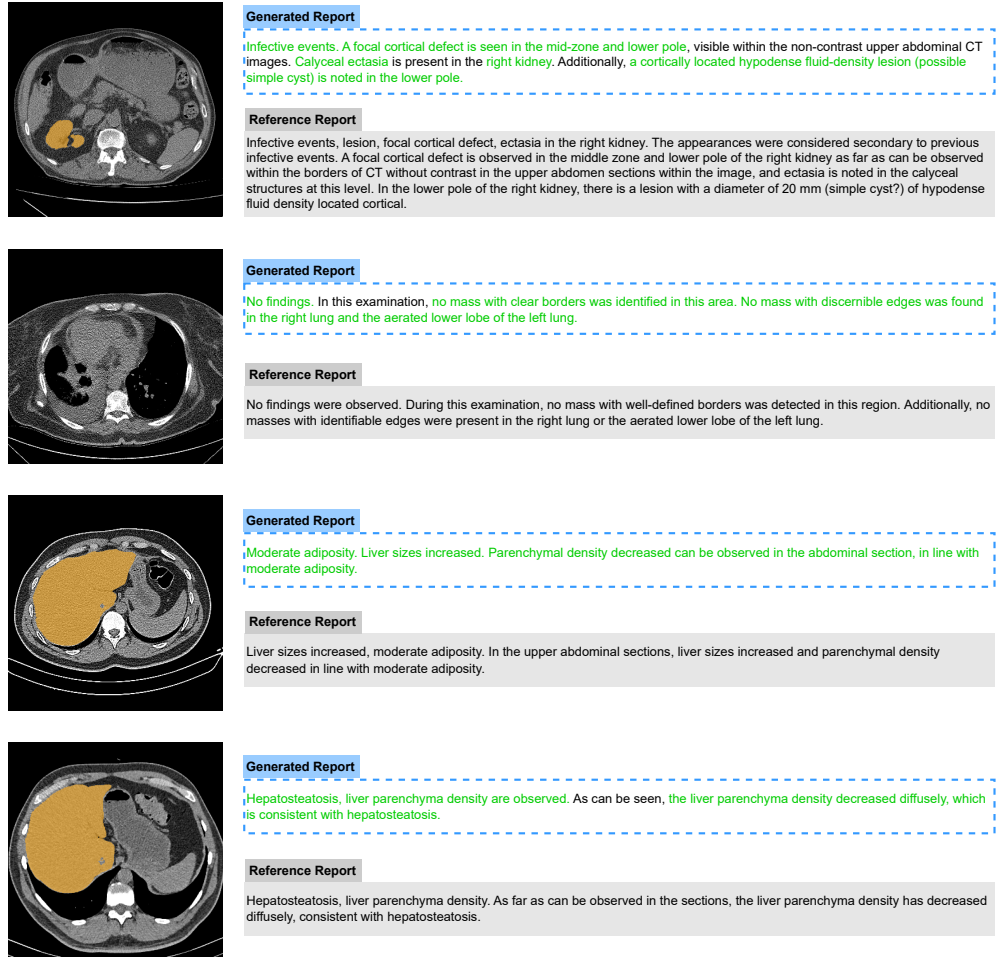 Generated Report
Infective events. A focal cortical defect is seen in the mid-zone and lower pole, visible within the non-contrast upper abdominal CT
images. Calyceal ectasia is present in the right kidney. Additionally, a cortically located hypodense fluid-density lesion (possible
simple cyst) is noted in the lower pole.
Reference Report
Infective events, lesion, focal cortical defect, ectasia in the right kidney. The appearances were considered secondary to previous
infective events. A focal cortical defect is observed in the middle zone and lower pole of the right kidney as far as can be observed
within the borders of CT without contrast in the upper abdomen sections within the image, and ectasia is noted in the calyceal
structures at this level. In the lower pole of the right kidney, there is a lesion with a diameter of 20 mm (simple cyst?) of hypodense
fluid density located cortical.
Generated Report
No findings. In this examination, no mass with clear borders was identified in this area. No mass with discernible edges was found
in the right lung and the aerated lower lobe of the left lung.
Reference Report
No findings were observed. During this examination, no mass with well-defined borders was detected in this region. Additionally, no
masses with identifiable edges were present in the right lung or the aerated lower lobe of the left lung.
Generated Report
Moderate adiposity. Liver sizes increased. Parenchymal density decreased can be observed in the abdominal section, in line with
moderate adiposity.
Reference Report
Liver sizes increased, moderate adiposity. In the upper abdominal sections, liver sizes increased and parenchymal density
decreased in line with moderate adiposity.
Generated Report
Hepatosteatosis, liver parenchyma density are observed. As can be seen, the liver parenchyma density decreased diffusely, which
is consistent with hepatosteatosis.
Reference Report
Hepatosteatosis, liver parenchyma density. As far as can be observed in the sections, the liver parenchyma density has decreased
diffusely, consistent with hepatosteatosis.